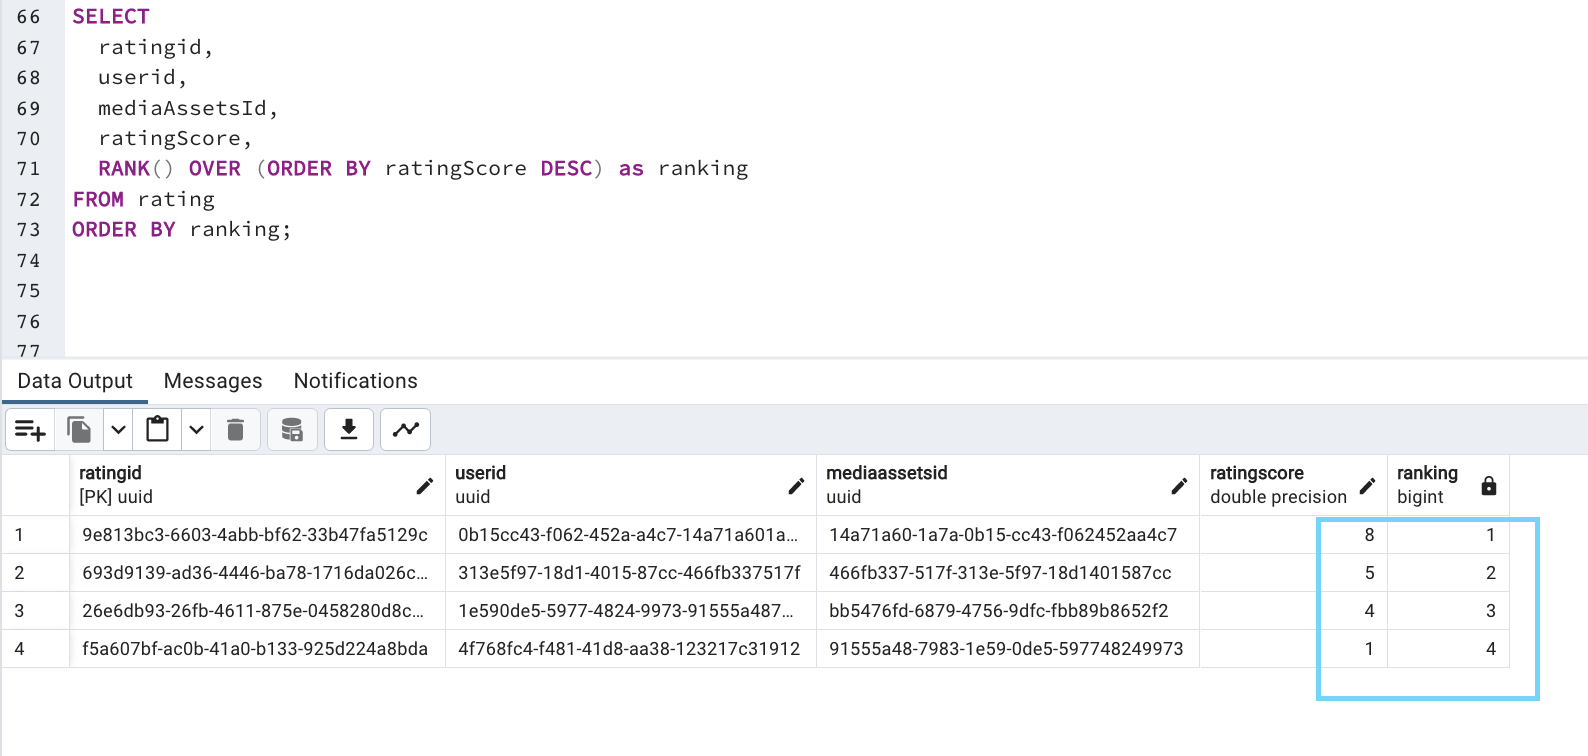 66 SELECT
67 ratingid,
68 userid,
69 mediaAssetsId,
70 ratingScore,
71 RANK() OVER (ORDER BY ratingScore DESC) as ranking
72 FROM rating
73 ORDER BY ranking;
74
75
76
77
Data Output Messages Notifications
ratingid userid mediaassetsid ratingscore ranking
[PK] uuid uuid uuid double precision bigint
1 9e813bc3-6603-4abb-bf62-33b47fa5129c 0b15cc43-f062-452a-a4c7-14a71a601a... 14a71a60-1a7a-0b15-cc43-f062452aa4c7 8 1
2 693d9139-ad36-4446-ba78-1716da026c... 313e5f97-18d1-4015-87cc-466fb337517f 466fb337-517f-313e-5f97-18d1401587cc 5 2
3 26e6db93-26fb-4611-875e-0458280d8c... 1e590de5-5977-4824-9973-91555a487... bb5476fd-6879-4756-9dfc-fbb89b8652f2 4 3
4 f5a607bf-ac0b-41a0-b133-925d224a8bda 4f768fc4-f481-41d8-aa38-123217c31912 91555a48-7983-1e59-0de5-597748249973 1 4